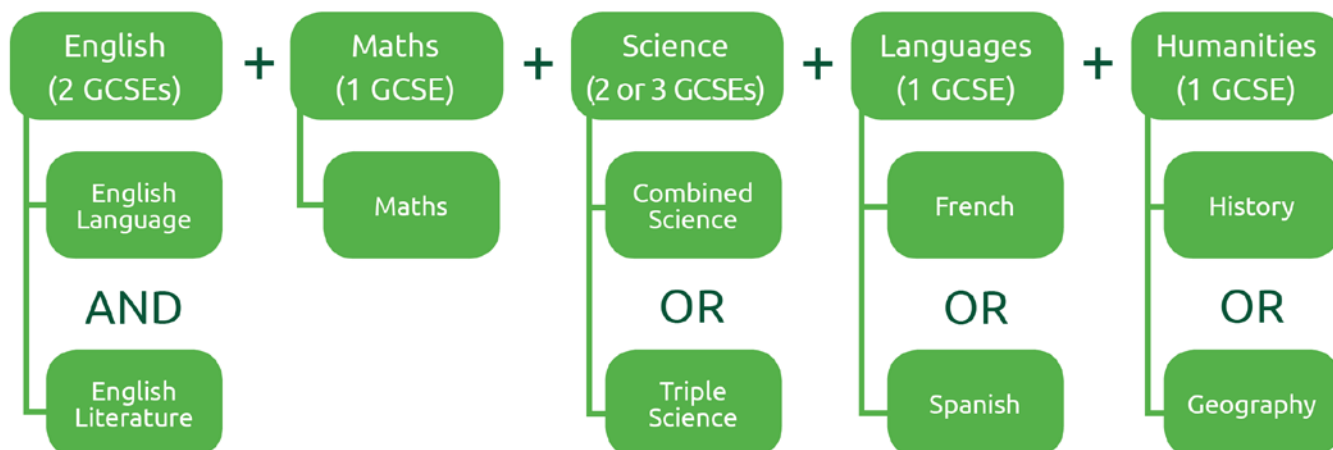 English
(2 GCSEs)
+
Maths
(1 GCSE)
+
Science
(2 or 3 GCSEs)
+
Languages
(1 GCSE)
+
Humanities
(1 GCSE)
English
Language
AND
English
Literature
Maths
Combined
Science
OR
Triple
Science
French
OR
Spanish
History
OR
Geography